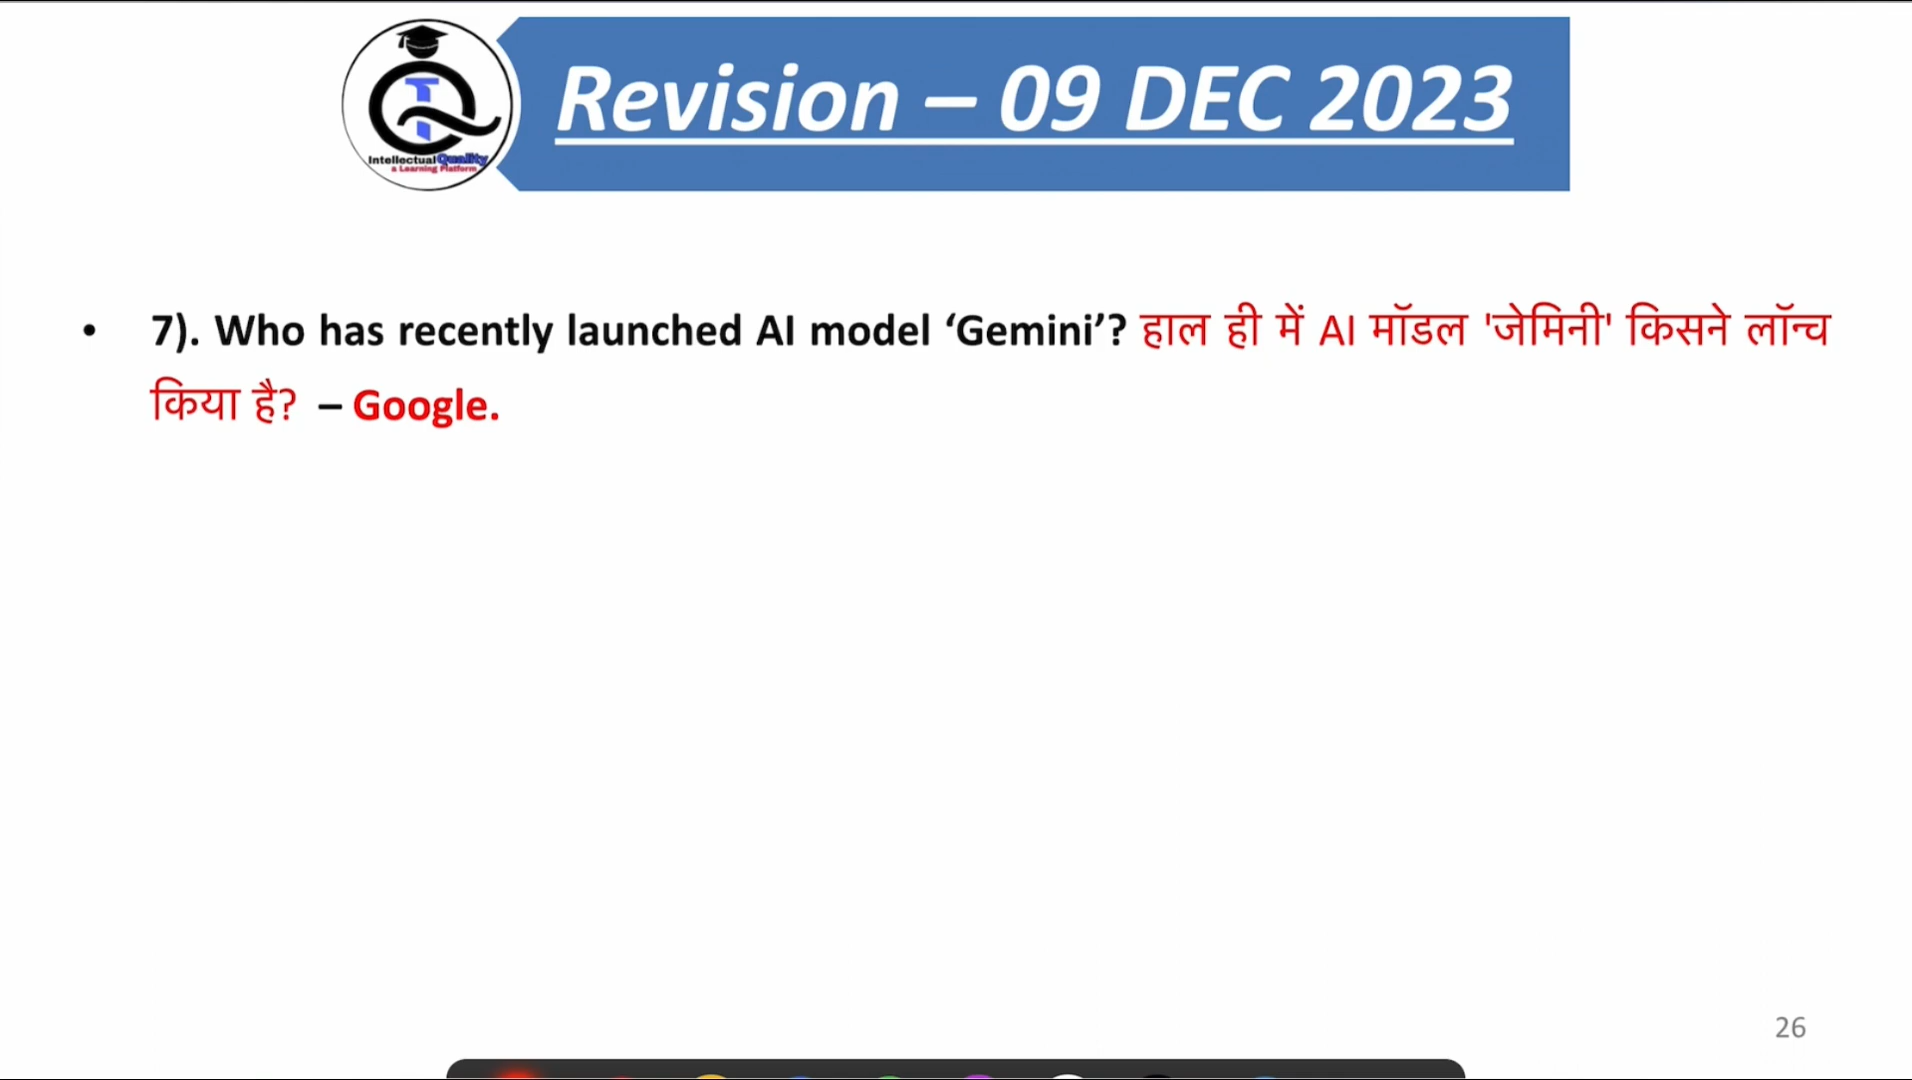 Intellectual Quality
a Learning Platform
Revision – 09 DEC 2023
• 7). Who has recently launched AI model ‘Gemini’? हाल ही में AI मॉडल 'जेमिनी' किसने लॉन्च
किया है? – Google.
26